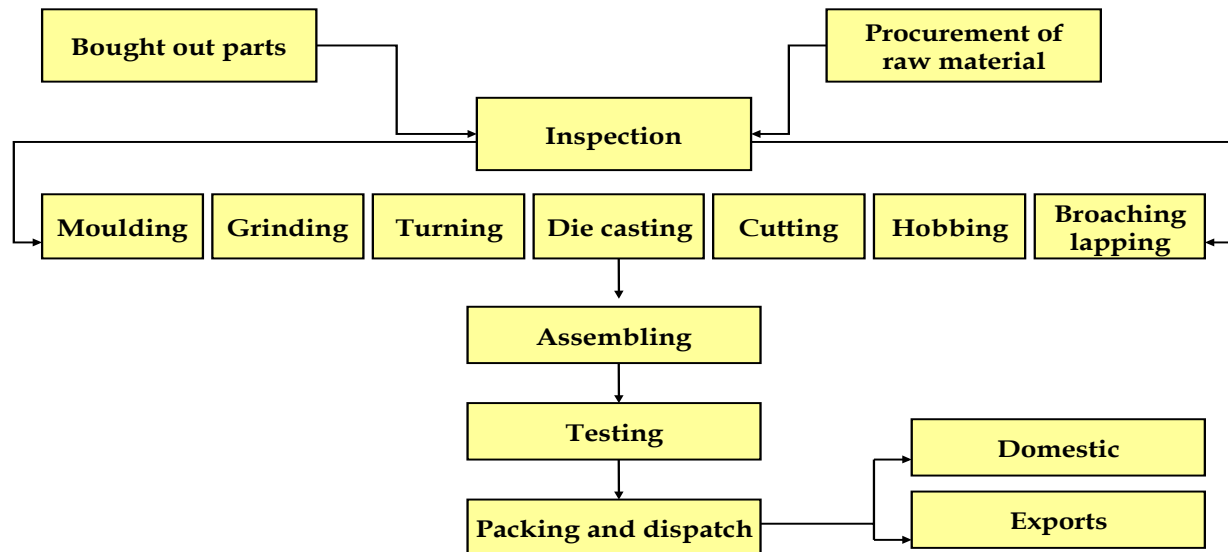 Bought out parts
Procurement of
raw material
Inspection
Moulding
Grinding
Turning
Die casting
Cutting
Hobbing
Broaching
lapping
Assembling
Testing
Domestic
Packing and dispatch
Exports